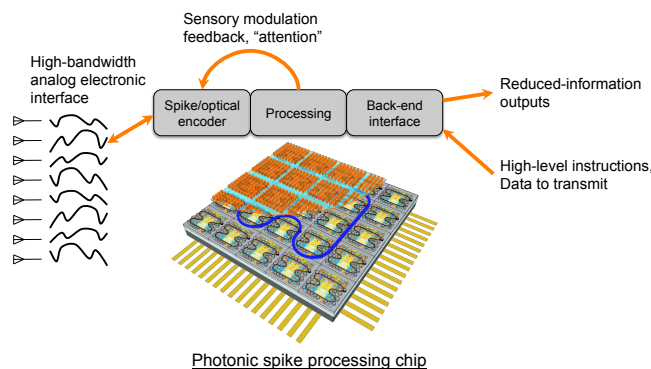 Sensory modulation
feedback, “attention”
High-bandwidth
analog electronic
interface
Spike/optical
encoder
Processing
Back-end
interface
Reduced-information
outputs
High-level instructions,
Data to transmit
Photonic spike processing chip